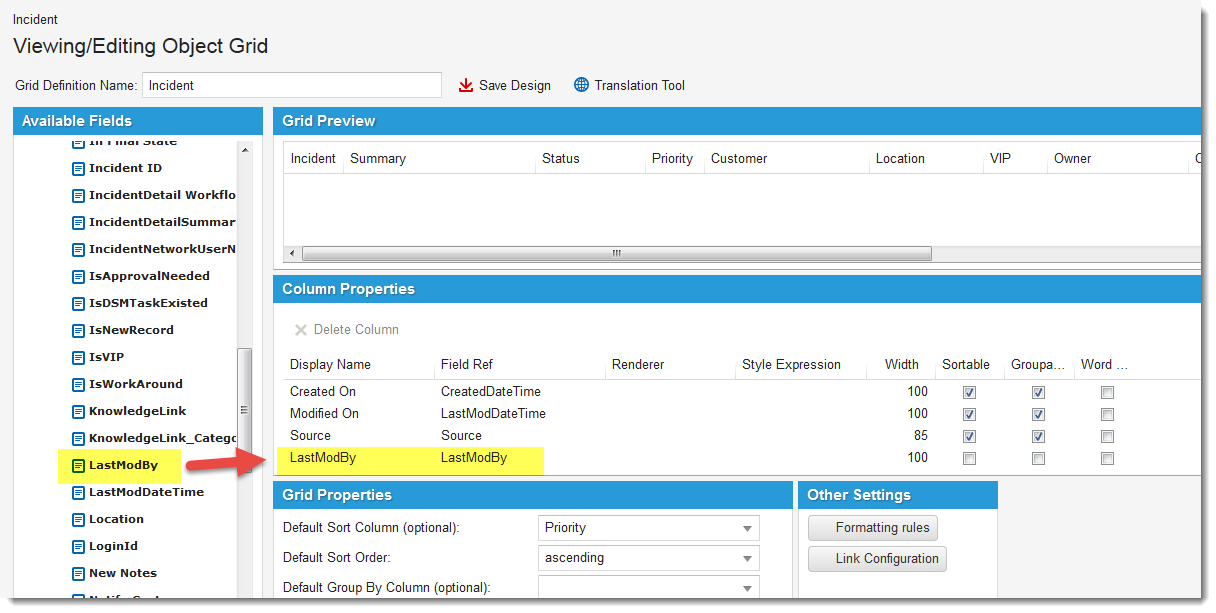 Incident
Viewing/Editing Object Grid
Grid Definition Name: Incident Save Design Translation Tool
Available Fields
In Final State
Incident ID
IncidentDetail Workflo
IncidentDetailSummar
IncidentNetworkUserN
IsApprovalNeeded
IsDSMTaskExisted
IsNewRecord
IsVIP
IsWorkAround
KnowledgeLink
KnowledgeLink_Catego
LastModBy
LastModDateTime
Location
LoginId
New Notes
Grid Preview
Incident Summary Status Priority Customer Location VIP Owner
Column Properties
Delete Column
Display Name Field Ref Renderer Style Expression Width Sortable Groupa... Word ...
Created On CreatedDateTime 100
Modified On LastModDateTime 100
Source Source 85
LastModBy LastModBy 100
Grid Properties
Default Sort Column (optional): Priority
Default Sort Order: ascending
Default Group By Column (optional):
Other Settings
Formatting rules
Link Configuration